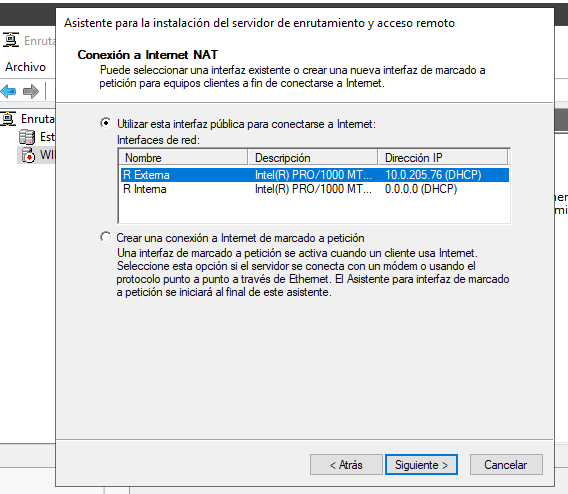 Asistente para la instalación del servidor de enrutamiento y acceso remoto
Enruta
Archivo
Conexión a Internet NAT
Puede seleccionar una interfaz existente o crear una nueva interfaz de marcado a
petición para equipos clientes a fin de conectarse a Internet.
Enruta
Est
WI
Utilizar esta interfaz pública para conectarse a Internet:
Interfaces de red:
Nombre Descripción Dirección IP
R Externa Intel(R) PRO/1000 MT... 10.0.205.76 (DHCP)
R Interna Intel(R) PRO/1000 MT... 0.0.0.0 (DHCP)
Crear una conexión a Internet de marcado a petición
Una interfaz de marcado a petición se activa cuando un cliente usa Internet.
Seleccione esta opción si el servidor se conecta con un módem o usando el
protocolo punto a punto a través de Ethernet. El Asistente para interfaz de marcado
a petición se iniciará al final de este asistente.
< Atrás Siguiente > Cancelar